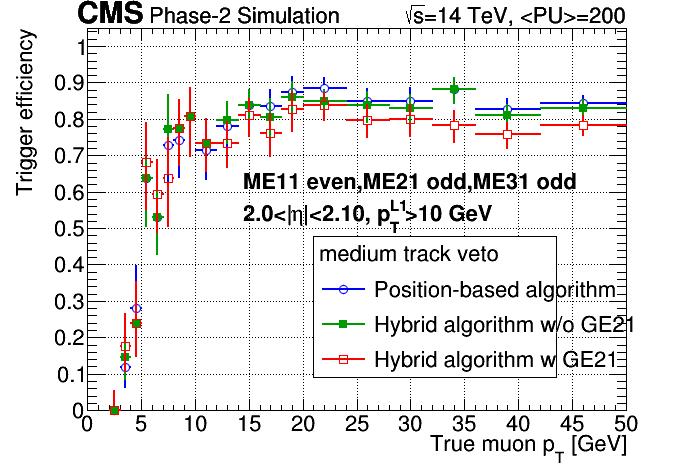 CMS Phase-2 Simulation √s=14 TeV, <PU>=200
Trigger efficiency
1
0.9
0.8
0.7
0.6
0.5
0.4
0.3
0.2
0.1
0
ME11 even,ME21 odd,ME31 odd
2.0<|η|<2.10, p_T^L1>10 GeV
medium track veto
Position-based algorithm
Hybrid algorithm w/o GE21
Hybrid algorithm w GE21
0 5 10 15 20 25 30 35 40 45 50
True muon p_T [GeV]